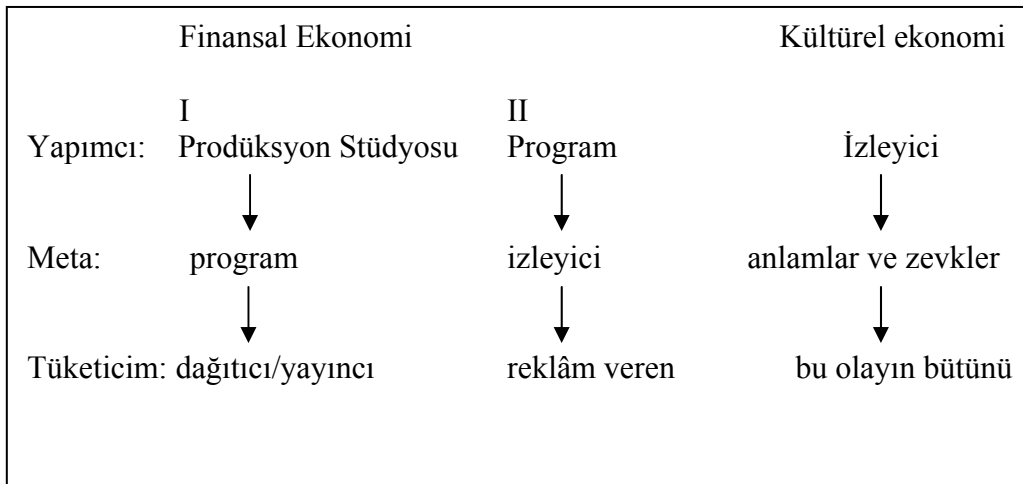 Finansal Ekonomi Kültürel ekonomi
I II
Yapımcı: Prodüksyon Stüdyosu Program İzleyici
Meta: program izleyici anlamlar ve zevkler
Tüketicim: dağıtıcı/yayıncı reklâm veren bu olayın bütünü